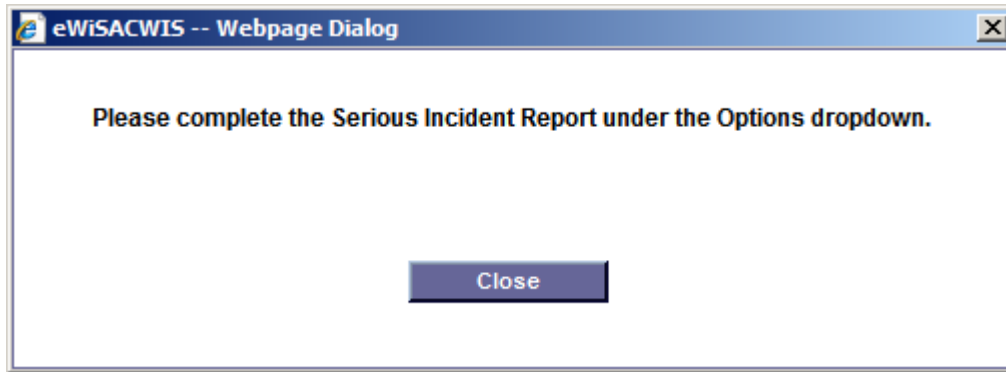 eWiSACWIS -- Webpage Dialog
Please complete the Serious Incident Report under the Options dropdown.
Close